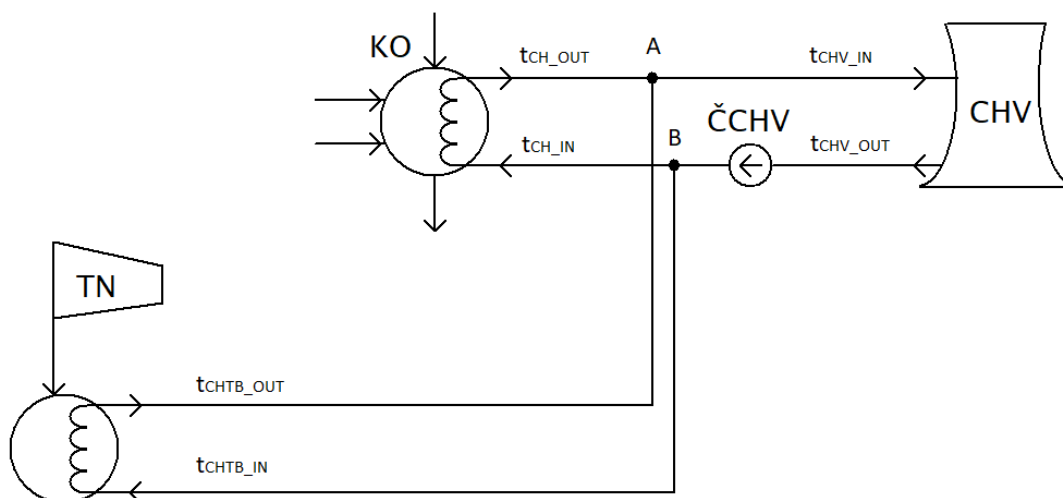 KO
tCH_OUT
A
tCHV_IN
ČCHV
CHV
tCH_IN
B
tCHV_OUT
TN
tCHTB_OUT
tCHTB_IN